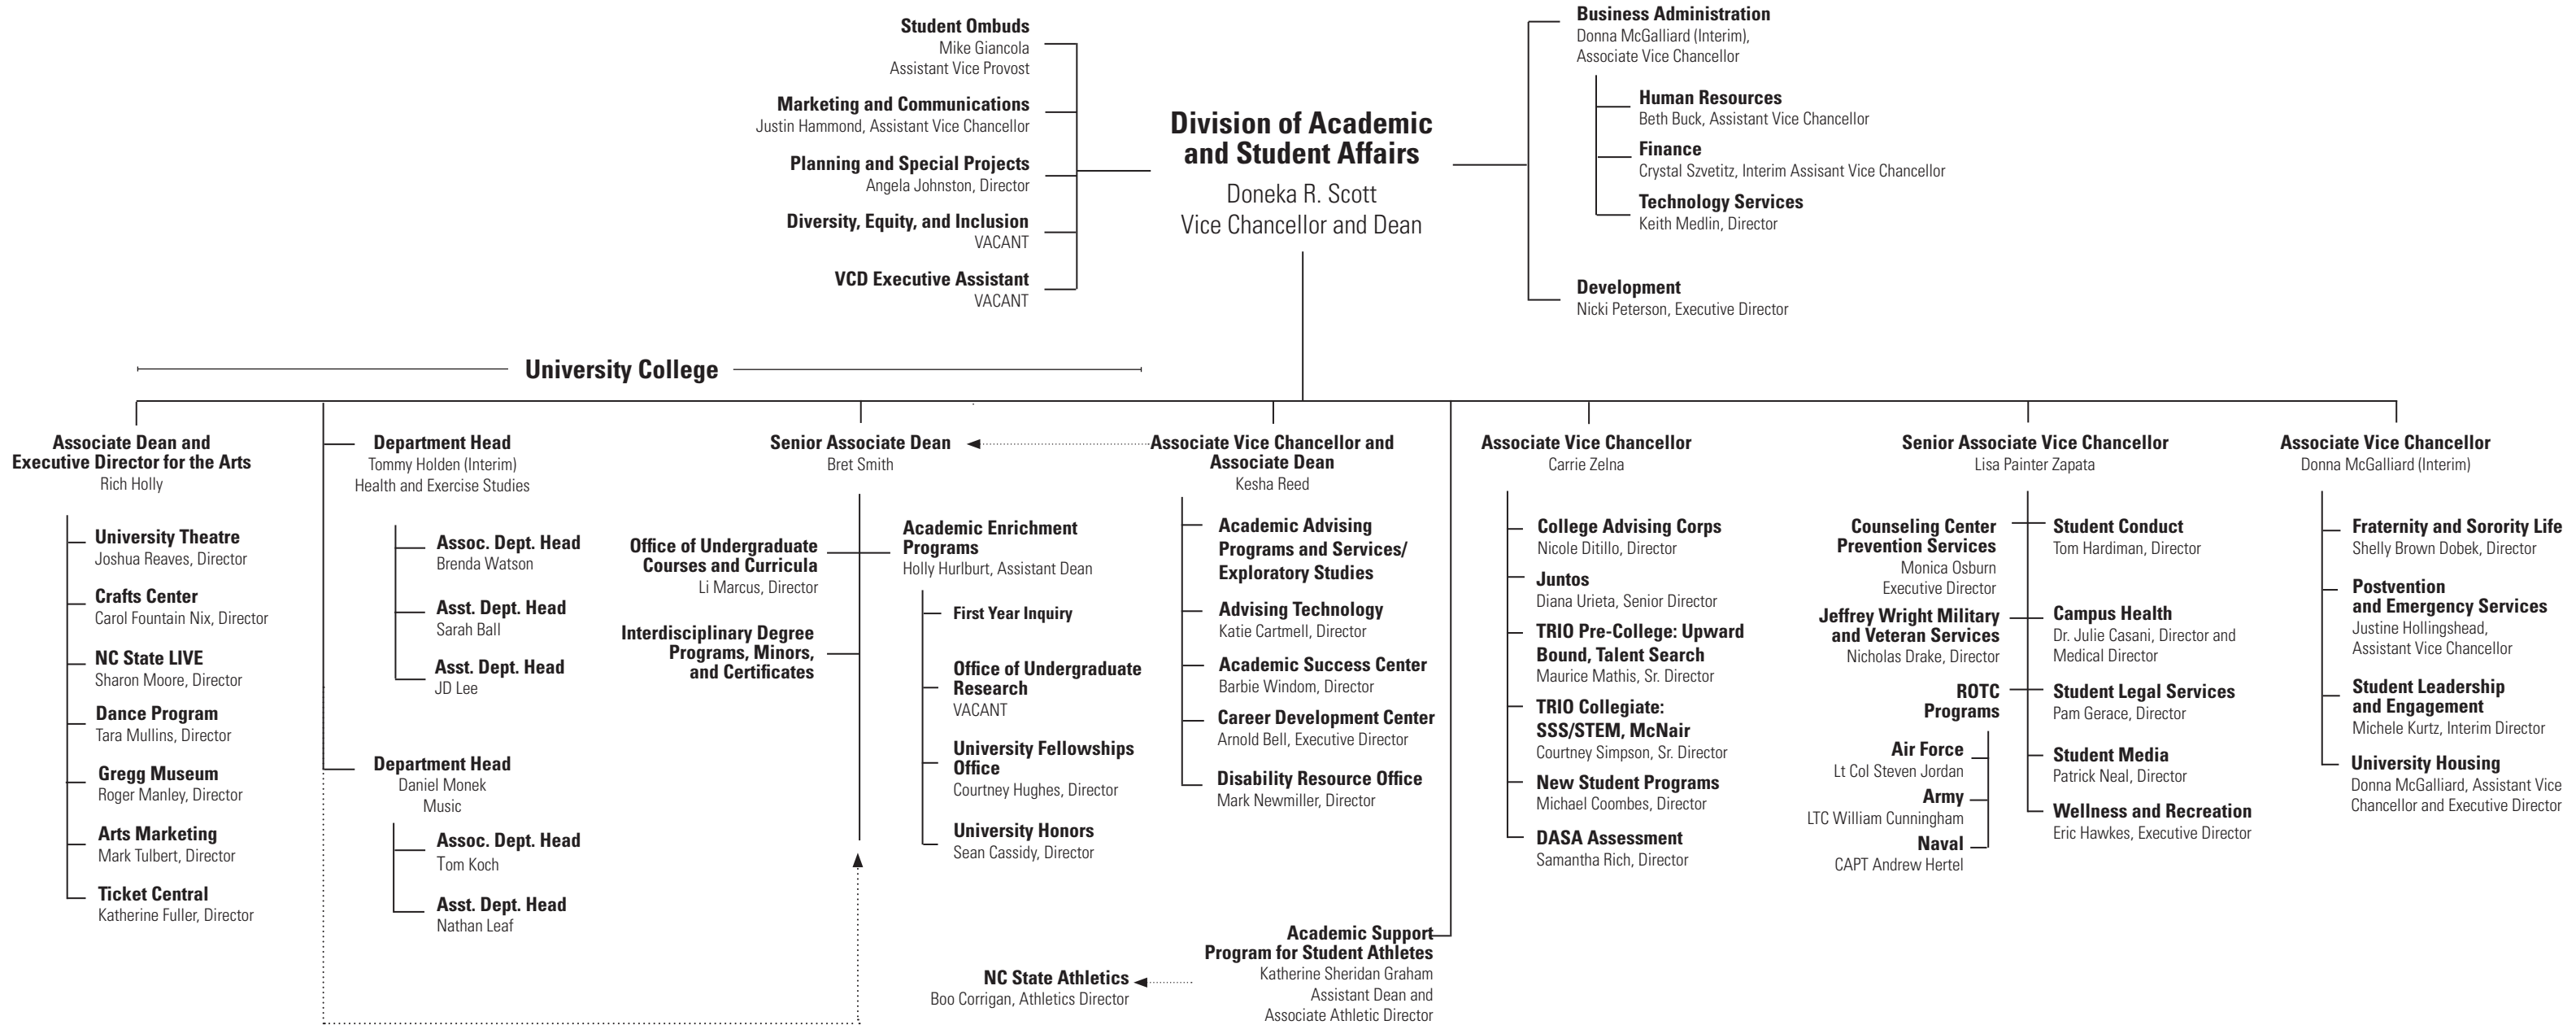 Student Ombuds
Mike Giancola
Assistant Vice Provost
Marketing and Communications
Justin Hammond, Assistant Vice Chancellor
Planning and Special Projects
Angela Johnston, Director
Diversity, Equity, and Inclusion
VACANT
VCD Executive Assistant
VACANT
Division of Academic
and Student Affairs
Doneka R. Scott
Vice Chancellor and Dean
Business Administration
Donna McGalliard (Interim),
Associate Vice Chancellor
Human Resources
Beth Buck, Assistant Vice Chancellor
Finance
Crystal Szvetitz, Interim Assisant Vice Chancellor
Technology Services
Keith Medlin, Director
Development
Nicki Peterson, Executive Director
University College
Associate Dean and
Executive Director for the Arts
Rich Holly
University Theatre
Joshua Reaves, Director
Crafts Center
Carol Fountain Nix, Director
NC State LIVE
Sharon Moore, Director
Dance Program
Tara Mullins, Director
Gregg Museum
Roger Manley, Director
Arts Marketing
Mark Tulbert, Director
Ticket Central
Katherine Fuller, Director
Department Head
Tommy Holden (Interim)
Health and Exercise Studies
Assoc. Dept. Head
Brenda Watson
Asst. Dept. Head
Sarah Ball
Asst. Dept. Head
JD Lee
Department Head
Daniel Monek
Music
Assoc. Dept. Head
Tom Koch
Asst. Dept. Head
Nathan Leaf
Senior Associate Dean
Bret Smith
Office of Undergraduate
Courses and Curricula
Li Marcus, Director
Interdisciplinary Degree
Programs, Minors,
and Certificates
Academic Enrichment
Programs
Holly Hurlburt, Assistant Dean
First Year Inquiry
Office of Undergraduate
Research
VACANT
University Fellowships
Office
Courtney Hughes, Director
University Honors
Sean Cassidy, Director
Associate Vice Chancellor and
Associate Dean
Kesha Reed
Academic Advising
Programs and Services/
Exploratory Studies
Advising Technology
Katie Cartmell, Director
Academic Success Center
Barbie Windom, Director
Career Development Center
Arnold Bell, Executive Director
Disability Resource Office
Mark Newmiller, Director
Academic Support
Program for Student Athletes
Katherine Sheridan Graham
Assistant Dean and
Associate Athletic Director
NC State Athletics
Boo Corrigan, Athletics Director
Associate Vice Chancellor
Carrie Zelna
College Advising Corps
Nicole Ditillo, Director
Juntos
Diana Urieta, Senior Director
TRIO Pre-College: Upward
Bound, Talent Search
Maurice Mathis, Sr. Director
TRIO Collegiate:
SSS/STEM, McNair
Courtney Simpson, Sr. Director
New Student Programs
Michael Coombes, Director
DASA Assessment
Samantha Rich, Director
Senior Associate Vice Chancellor
Lisa Painter Zapata
Counseling Center
Prevention Services
Monica Osburn
Executive Director
Jeffrey Wright Military
and Veteran Services
Nicholas Drake, Director
ROTC
Programs
Air Force
Lt Col Steven Jordan
Army
LTC William Cunningham
Naval
CAPT Andrew Hertel
Student Conduct
Tom Hardiman, Director
Campus Health
Dr. Julie Casani, Director and
Medical Director
Student Legal Services
Pam Gerace, Director
Student Media
Patrick Neal, Director
Wellness and Recreation
Eric Hawkes, Executive Director
Associate Vice Chancellor
Donna McGalliard (Interim)
Fraternity and Sorority Life
Shelly Brown Dobek, Director
Postvention
and Emergency Services
Justine Hollingshead,
Assistant Vice Chancellor
Student Leadership
and Engagement
Michele Kurtz, Interim Director
University Housing
Donna McGalliard, Assistant Vice
Chancellor and Executive Director